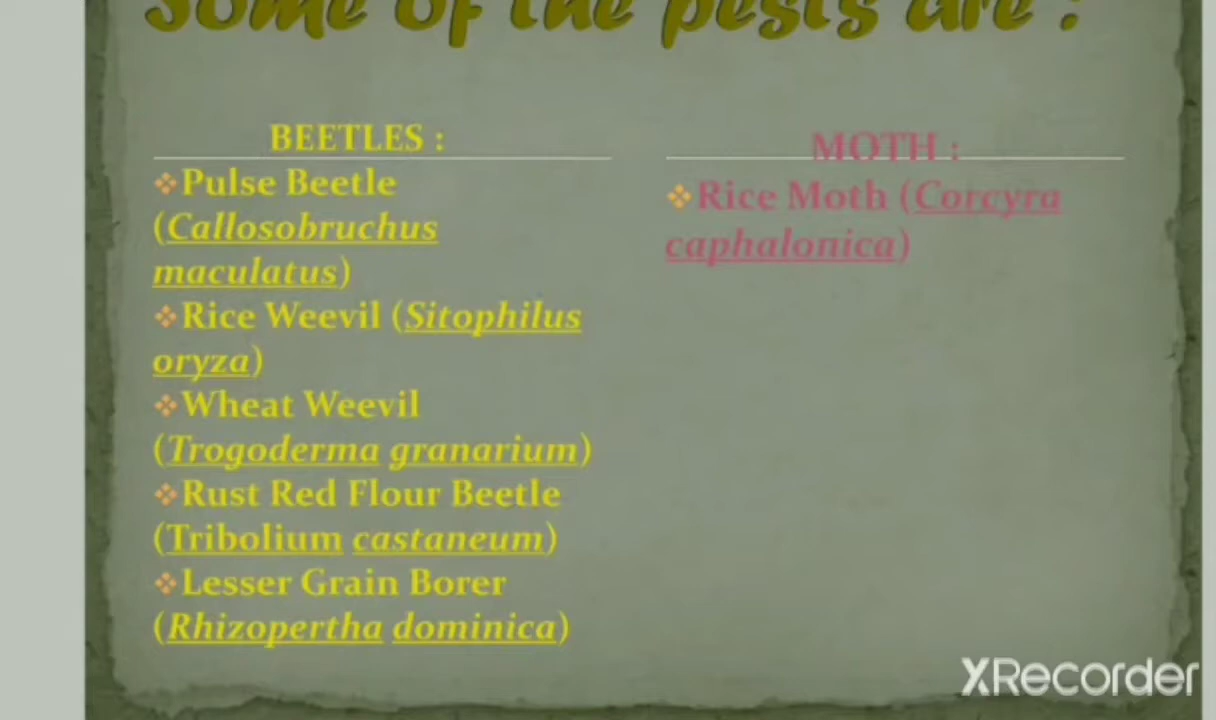 Some of the pests are :
BEETLES :
❖Pulse Beetle
(Callosobruchus
maculatus)
❖Rice Weevil (Sitophilus
oryza)
❖Wheat Weevil
(Trogoderma granarium)
❖Rust Red Flour Beetle
(Tribolium castaneum)
❖Lesser Grain Borer
(Rhizopertha dominica)
MOTH :
❖Rice Moth (Corcyra
caphalonica)
XRecorder